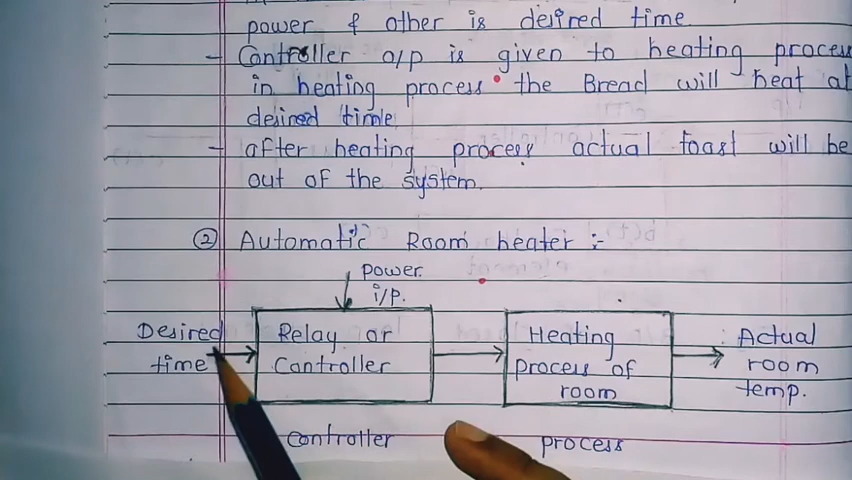 power & other is desired time
- Controller o/p is given to heating process
in heating process the Bread will heat at
desired time
- after heating process actual toast will be
out of the system.
② Automatic Room heater :-
power
i/p.
Desired
time
Relay or
Controller
Heating
process of
room
Actual
room
temp.
controller
process